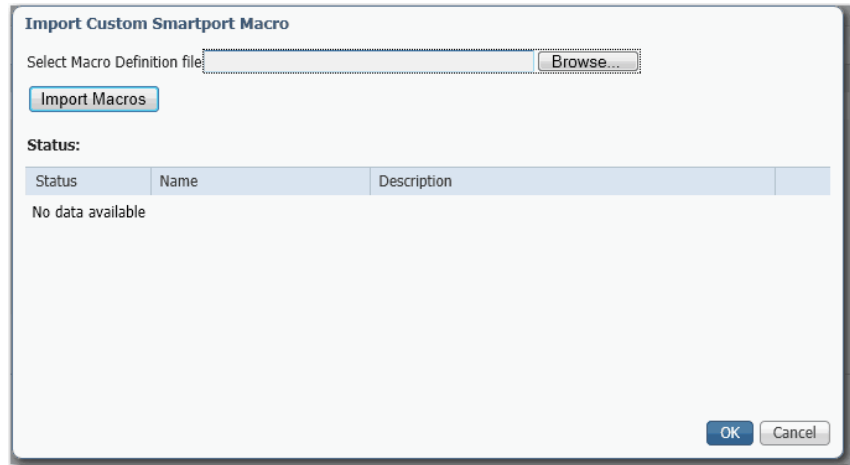 Import Custom Smartport Macro
Select Macro Definition file Browse...
Import Macros
Status:
Status Name Description
No data available
OK Cancel